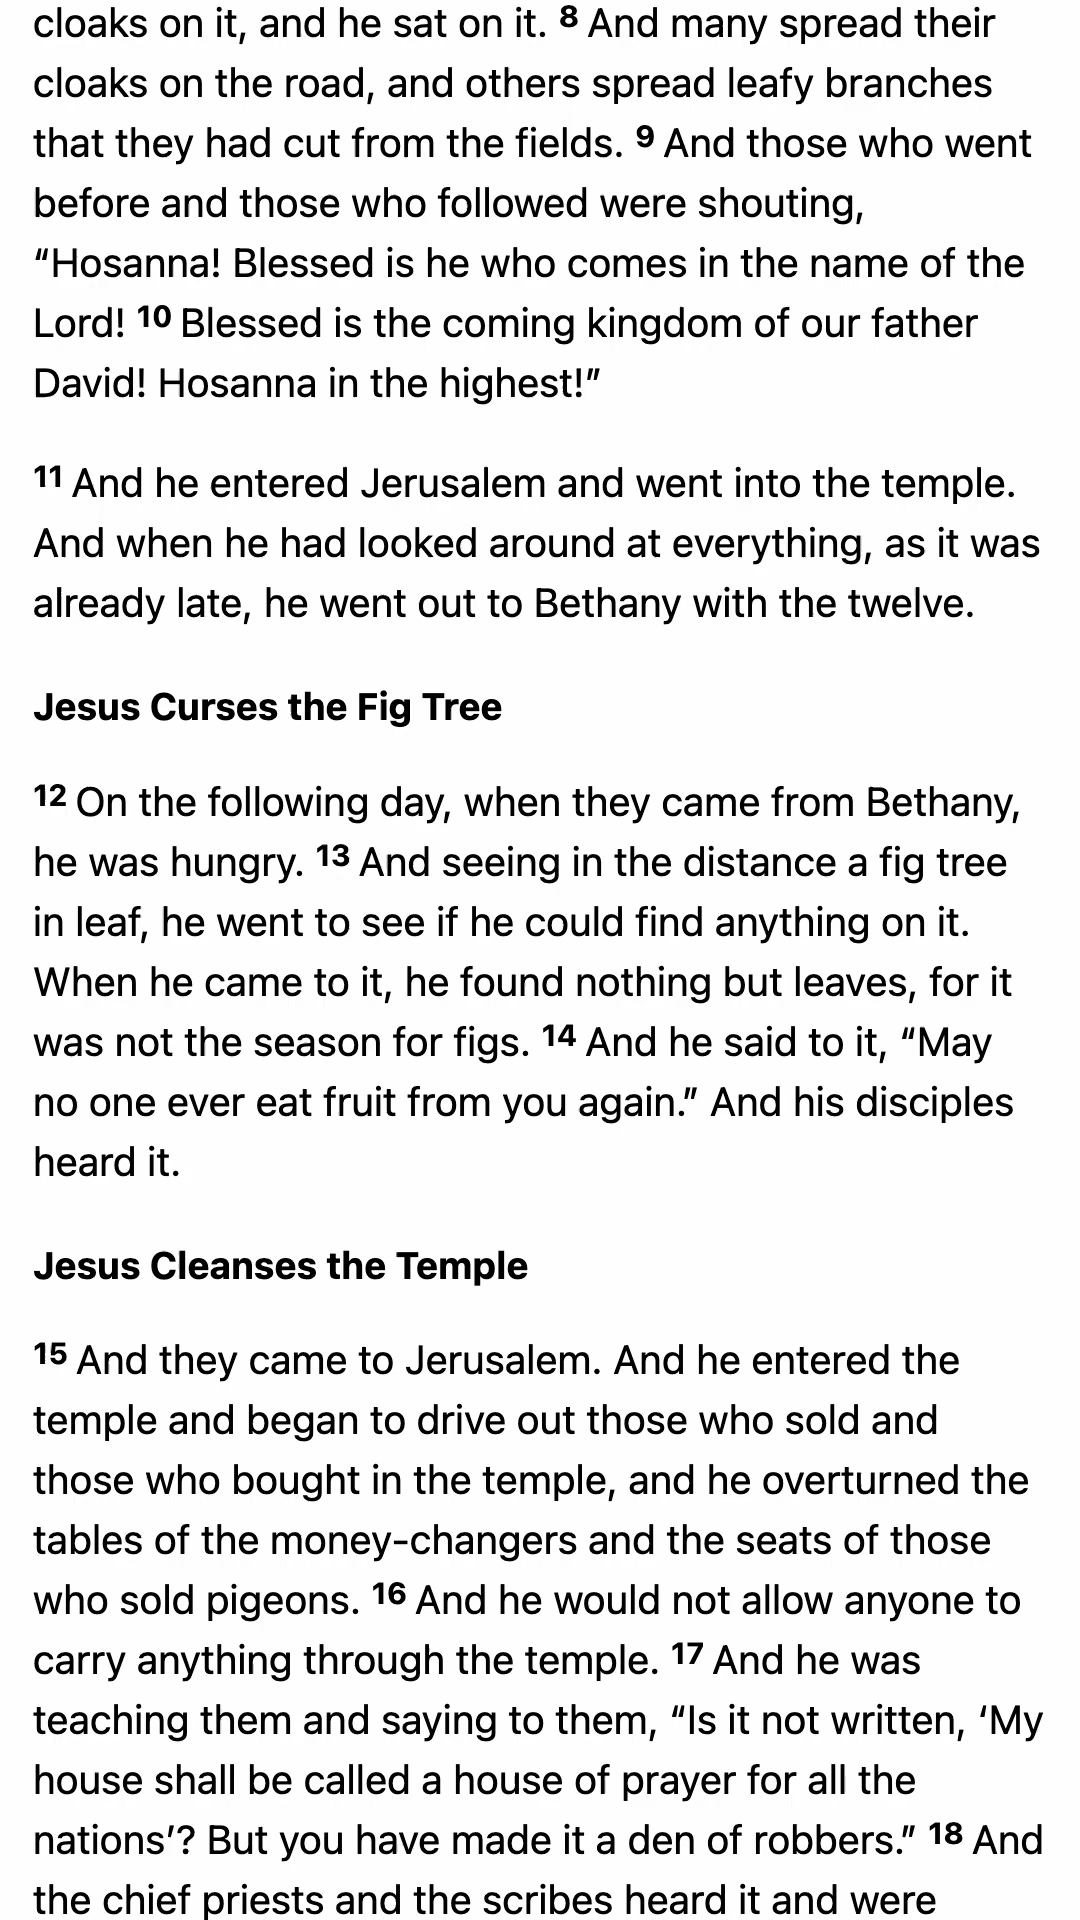 cloaks on it, and he sat on it. 8 And many spread their
cloaks on the road, and others spread leafy branches
that they had cut from the fields. 9 And those who went
before and those who followed were shouting,
“Hosanna! Blessed is he who comes in the name of the
Lord! 10 Blessed is the coming kingdom of our father
David! Hosanna in the highest!”
11 And he entered Jerusalem and went into the temple.
And when he had looked around at everything, as it was
already late, he went out to Bethany with the twelve.
Jesus Curses the Fig Tree
12 On the following day, when they came from Bethany,
he was hungry. 13 And seeing in the distance a fig tree
in leaf, he went to see if he could find anything on it.
When he came to it, he found nothing but leaves, for it
was not the season for figs. 14 And he said to it, “May
no one ever eat fruit from you again.” And his disciples
heard it.
Jesus Cleanses the Temple
15 And they came to Jerusalem. And he entered the
temple and began to drive out those who sold and
those who bought in the temple, and he overturned the
tables of the money-changers and the seats of those
who sold pigeons. 16 And he would not allow anyone to
carry anything through the temple. 17 And he was
teaching them and saying to them, “Is it not written, ‘My
house shall be called a house of prayer for all the
nations’? But you have made it a den of robbers.” 18 And
the chief priests and the scribes heard it and were